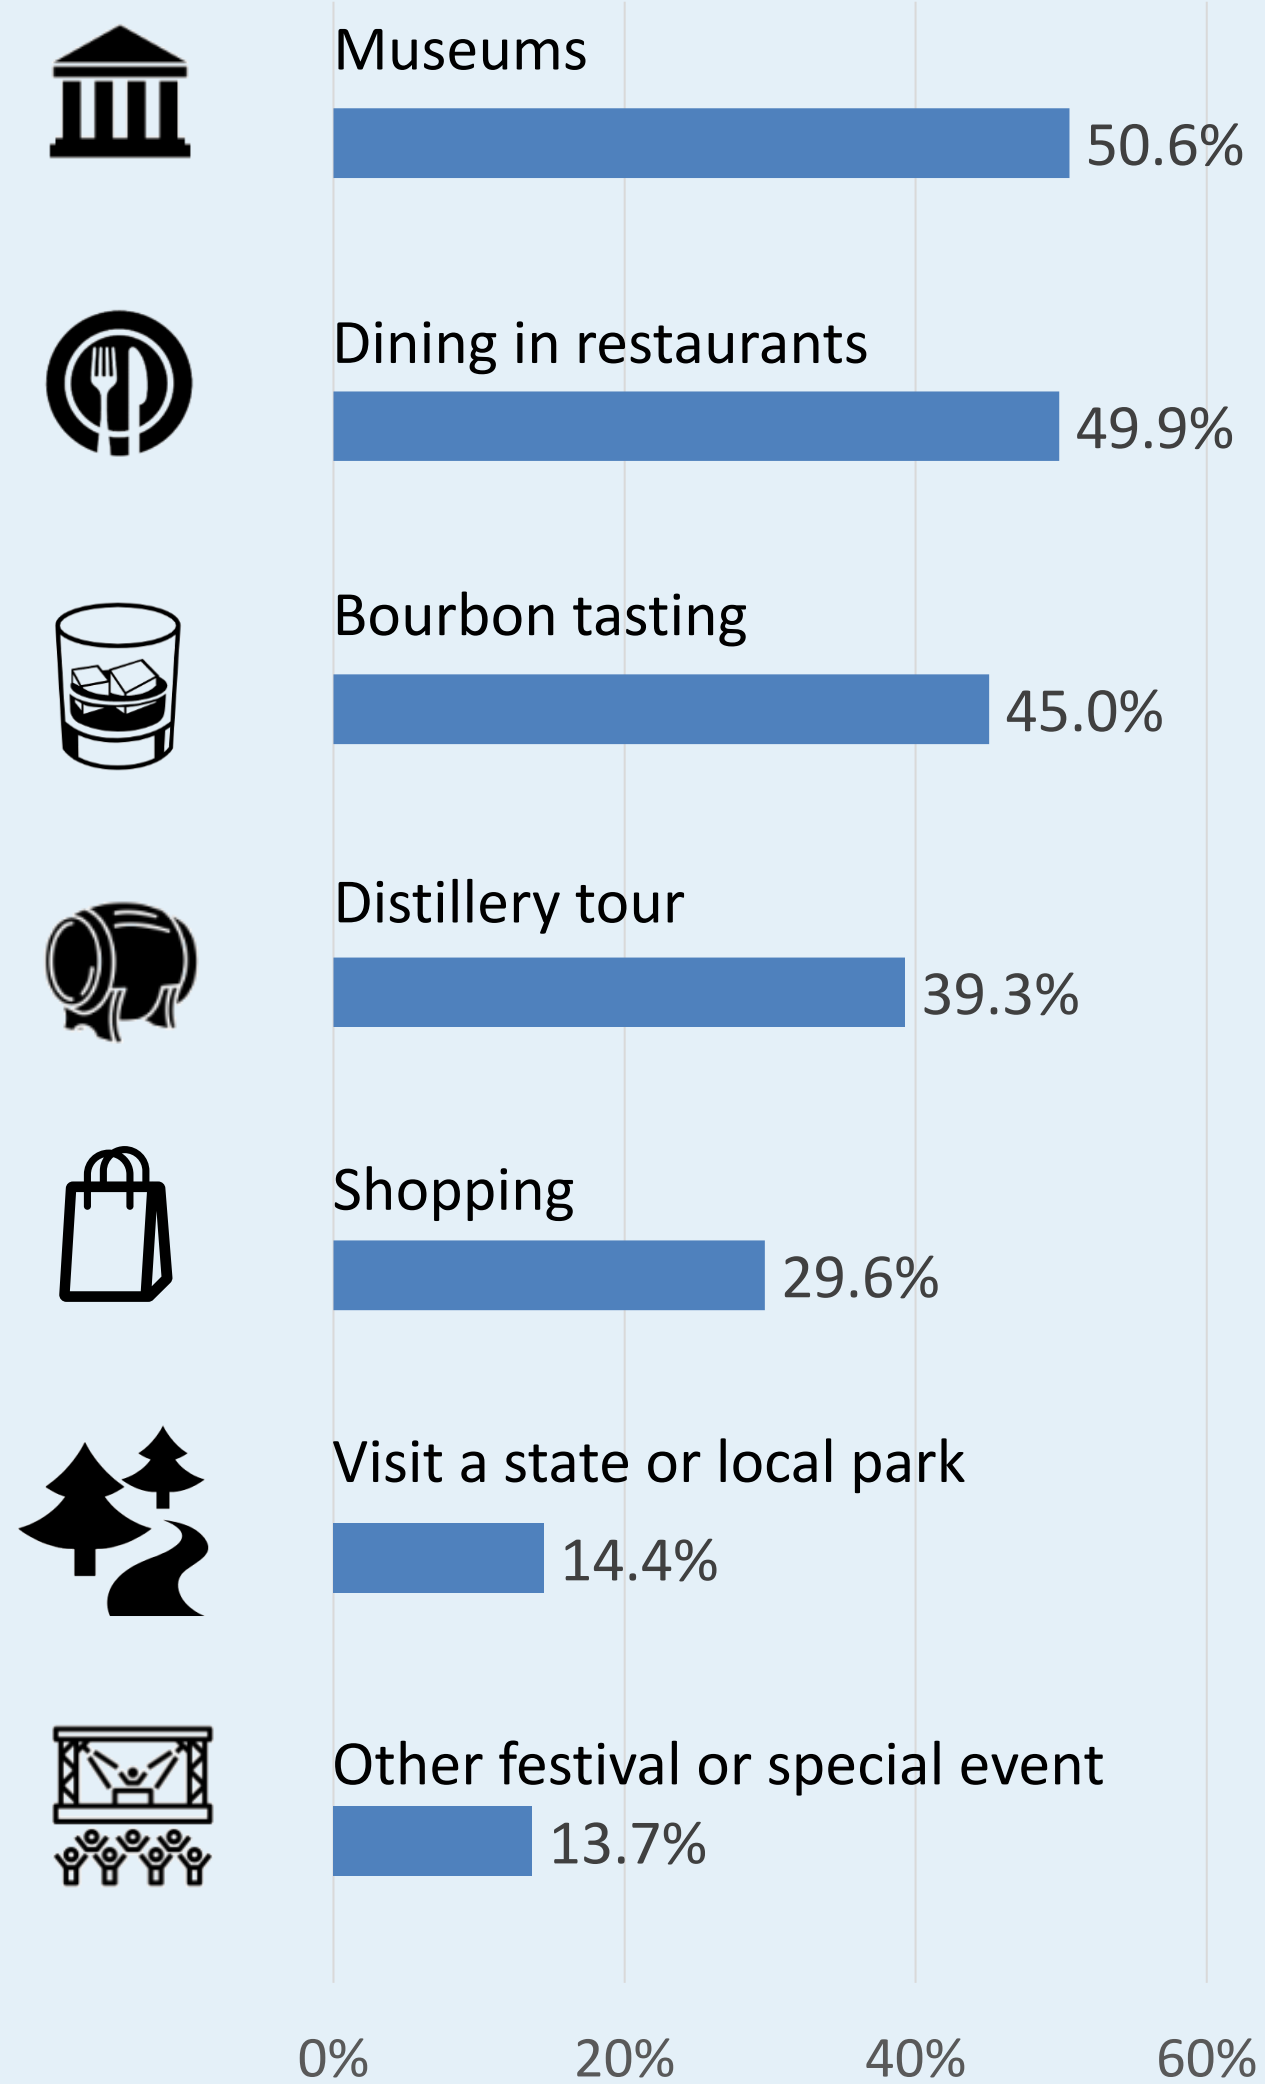 Museums
50.6%
Dining in restaurants
49.9%
Bourbon tasting
45.0%
Distillery tour
39.3%
Shopping
29.6%
Visit a state or local park
14.4%
Other festival or special event
13.7%
0% 20% 40% 60%